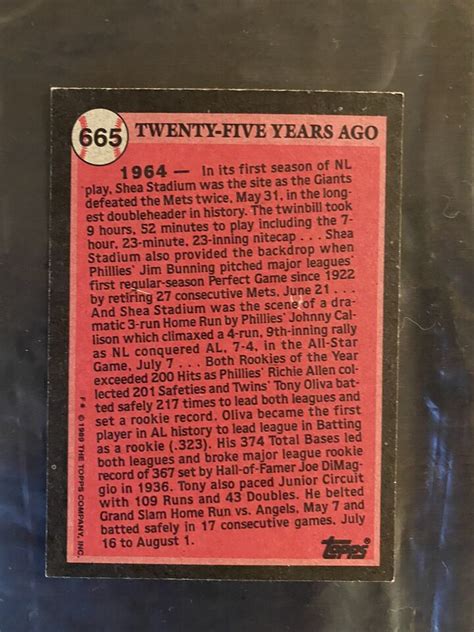 665
TWENTY-FIVE YEARS AGO
1964 — In its first season of NL
play, Shea Stadium was the site as the Giants
defeated the Mets twice, May 31, in the long-
est doubleheader in history. The twinbill took
9 hours, 52 minutes to play including the 7-
hour, 23-minute, 23-inning nitecap . . . Shea
Stadium also provided the backdrop when
Phillies' Jim Bunning pitched major leagues'
first regular-season Perfect Game since 1922
by retiring 27 consecutive Mets, June 21 . . .
And Shea Stadium was the scene of a dra-
matic 3-run Home Run by Phillies' Johnny Cal-
lison which climaxed a 4-run, 9th-inning rally
as NL conquered AL, 7-4, in the All-Star
Game, July 7 . . . Both Rookies of the Year
exceeded 200 Hits as Phillies' Richie Allen col-
lected 201 Safeties and Twins' Tony Oliva bat-
ted safely 217 times to lead both leagues and
set a rookie record. Oliva became the first
player in AL history to lead league in Batting
as a rookie (.323). His 374 Total Bases led
both leagues and broke major league rookie
record of 367 set by Hall-of-Famer Joe DiMag-
gio in 1936. Tony also paced Junior Circuit
with 109 Runs and 43 Doubles. He belted
Grand Slam Home Run vs. Angels, May 7 and
batted safely in 17 consecutive games, July
16 to August 1.
Topps
F* © 1989 THE TOPPS COMPANY, INC.